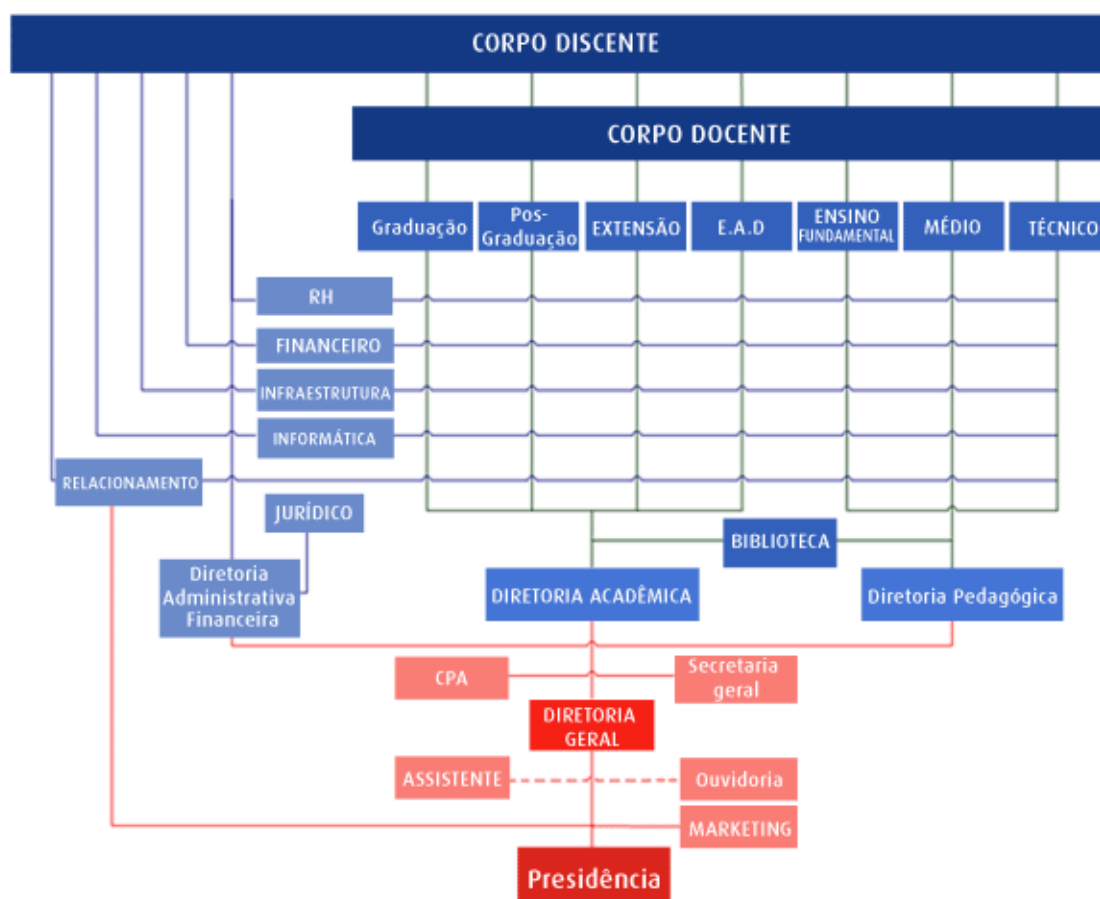 CORPO DISCENTE
CORPO DOCENTE
Graduação
Pos-
Graduação
EXTENSÃO
E.A.D
ENSINO
FUNDAMENTAL
MÉDIO
TÉCNICO
RH
FINANCEIRO
INFRAESTRUTURA
INFORMÁTICA
RELACIONAMENTO
JURÍDICO
BIBLIOTECA
Diretoria
Administrativa
Financeira
DIRETORIA ACADÊMICA
Diretoria Pedagógica
CPA
Secretaria
geral
DIRETORIA
GERAL
ASSISTENTE
Ouvidoria
MARKETING
Presidência